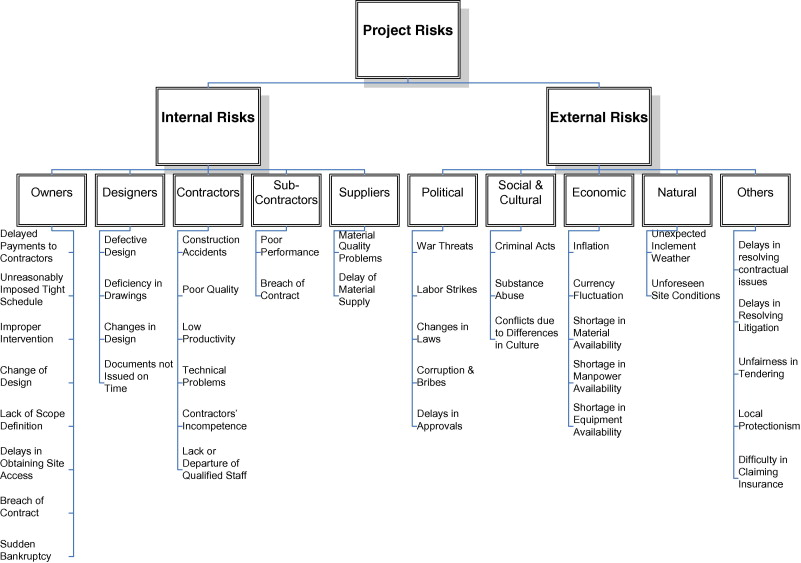 Project Risks
Internal Risks
External Risks
Owners
Designers
Contractors
Sub-
Contractors
Suppliers
Political
Social &
Cultural
Economic
Natural
Others
Delayed
Payments to
Contractors
Unreasonably
Imposed Tight
Schedule
Improper
Intervention
Change of
Design
Lack of Scope
Definition
Delays in
Obtaining Site
Access
Breach of
Contract
Sudden
Bankruptcy
Defective
Design
Deficiency in
Drawings
Changes in
Design
Documents not
Issued on
Time
Construction
Accidents
Poor Quality
Low
Productivity
Technical
Problems
Contractors'
Incompetence
Lack or
Departure of
Qualified Staff
Poor
Performance
Breach of
Contract
Material
Quality
Problems
Delay of
Material
Supply
War Threats
Labor Strikes
Changes in
Laws
Corruption &
Bribes
Delays in
Approvals
Criminal Acts
Substance
Abuse
Conflicts due
to Differences
in Culture
Inflation
Currency
Fluctuation
Shortage in
Material
Availability
Shortage in
Manpower
Availability
Shortage in
Equipment
Availability
Unexpected
Inclement
Weather
Unforeseen
Site Conditions
Delays in
resolving
contractual
issues
Delays in
Resolving
Litigation
Unfairness in
Tendering
Local
Protectionism
Difficulty in
Claiming
Insurance